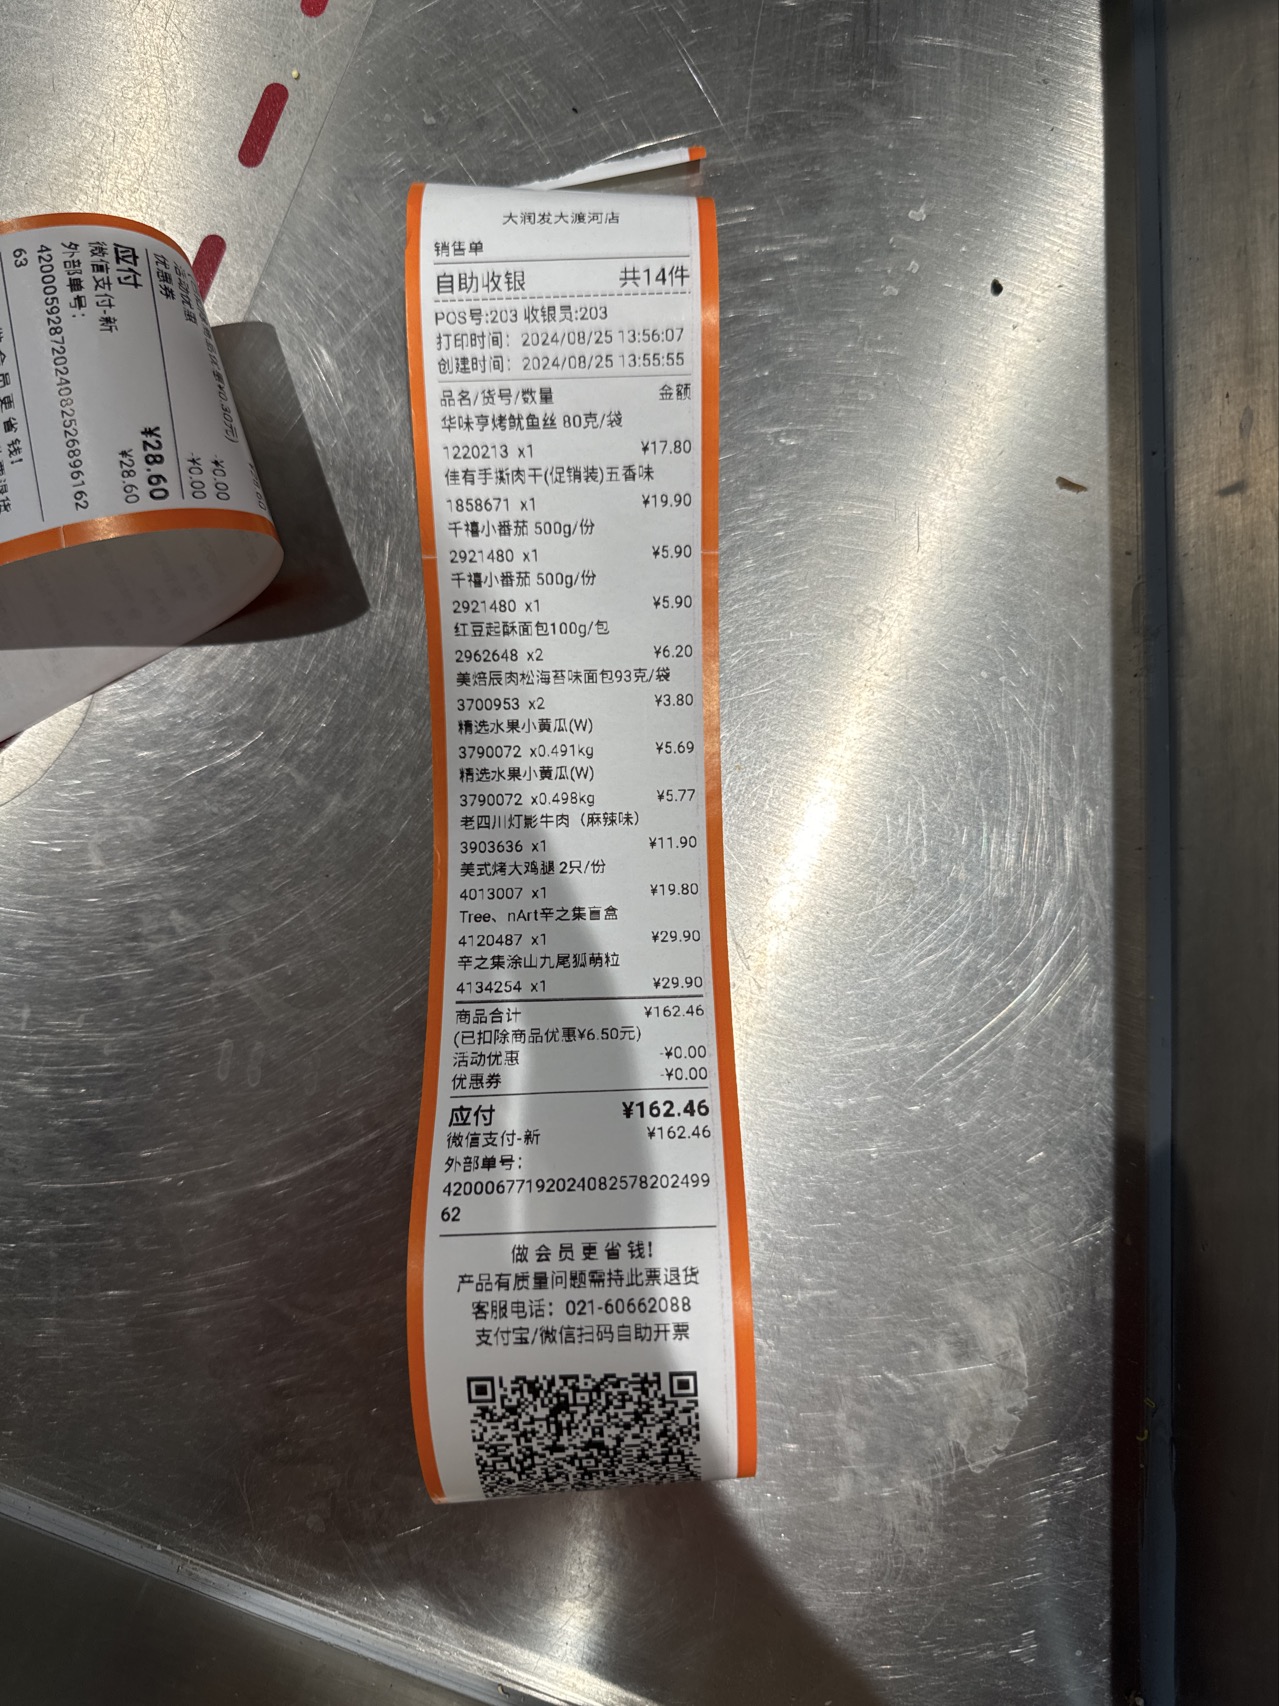 大润发大渡河店
销售单
自助收银 共14件
POS号:203 收银员:203
打印时间: 2024/08/25 13:56:07
创建时间: 2024/08/25 13:55:55
品名/货号/数量 金额
华味亨烤鱿鱼丝 80克/袋
1220213 x1 ¥17.80
佳有手撕肉干(促销装)五香味
1858671 x1 ¥19.90
千禧小番茄 500g/份
2921480 x1 ¥5.90
千禧小番茄 500g/份
2921480 x1 ¥5.90
红豆起酥面包100g/包
2962648 x2 ¥6.20
美焙辰肉松海苔味面包93克/袋
3700953 x2 ¥3.80
精选水果小黄瓜(W)
3790072 x0.491kg ¥5.69
精选水果小黄瓜(W)
3790072 x0.498kg ¥5.77
老四川灯影牛肉（麻辣味）
3903636 x1 ¥11.90
美式烤大鸡腿 2只/份
4013007 x1 ¥19.80
Tree、nArt辛之集盲盒
4120487 x1 ¥29.90
辛之集涂山九尾狐萌粒
4134254 x1 ¥29.90
商品合计 ¥162.46
(已扣除商品优惠¥6.50元)
活动优惠 -¥0.00
优惠券 -¥0.00
应付 ¥162.46
微信支付-新 ¥162.46
外部单号:
42000677192024082578202499
62
做会员更省钱!
产品有质量问题需持此票退货
客服电话: 021-60662088
支付宝/微信扫码自助开票
活动优惠 -¥0.00
优惠券 -¥0.00
应付 ¥28.60
微信支付-新 ¥28.60
外部单号:
42000592872024082526896162
63
会员更省钱!